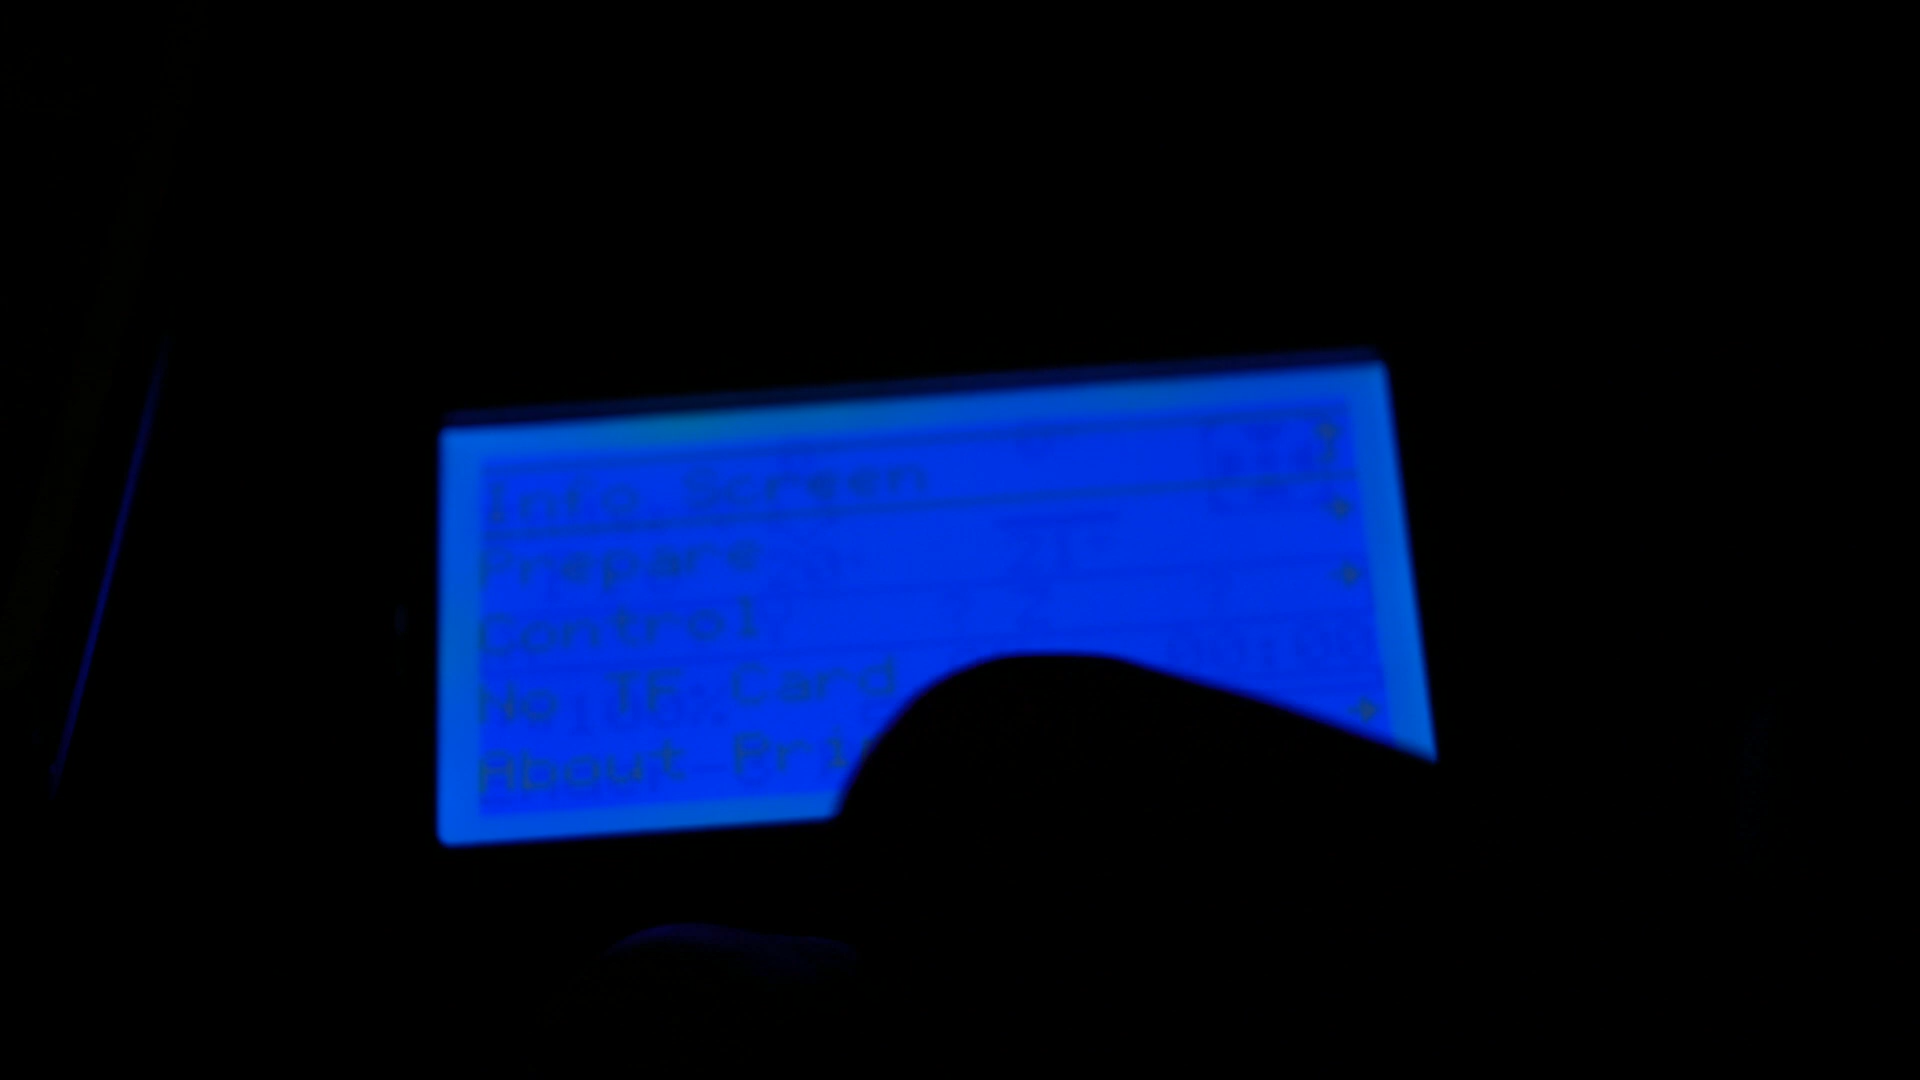 Info Screen
Prepare
Control
No TF Card
About Pri